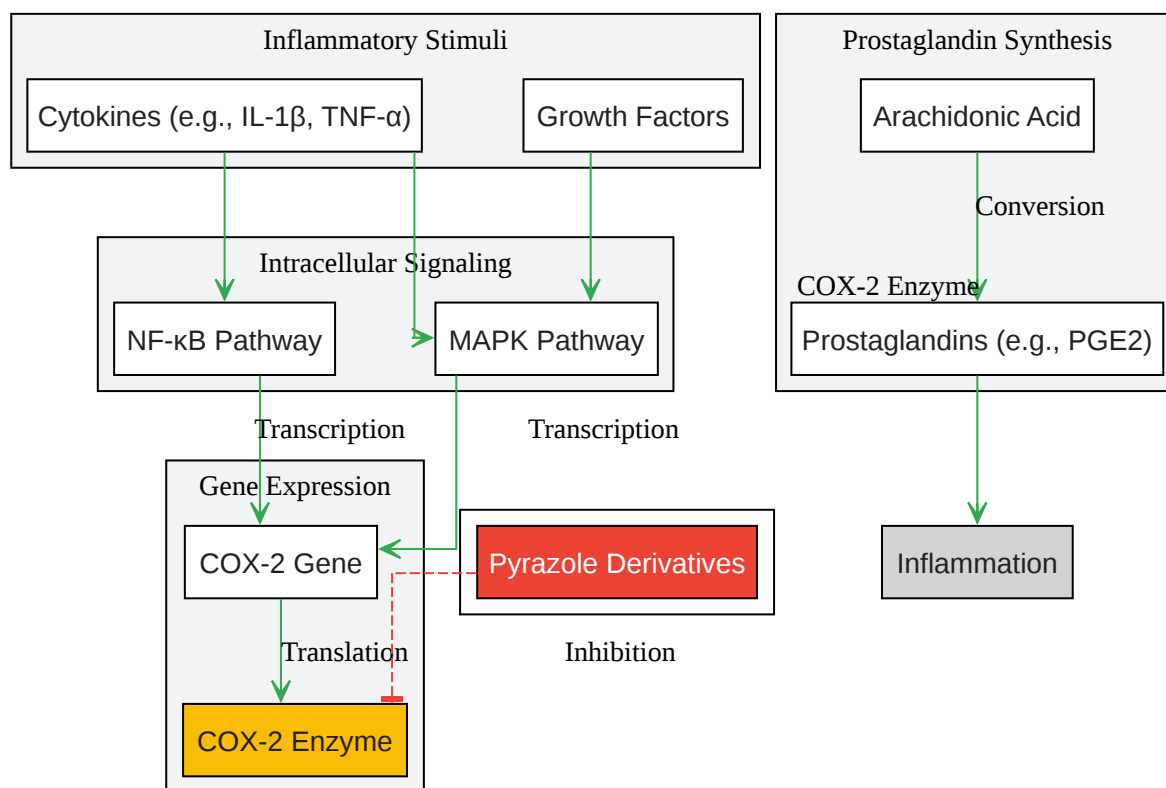 Inflammatory Stimuli
Prostaglandin Synthesis
Cytokines (e.g., IL-1β, TNF-α)
Growth Factors
Arachidonic Acid
Conversion
Intracellular Signaling
COX-2 Enzyme
NF-κB Pathway
MAPK Pathway
Prostaglandins (e.g., PGE2)
Transcription
Transcription
Gene Expression
COX-2 Gene
Pyrazole Derivatives
Inflammation
Translation
Inhibition
COX-2 Enzyme